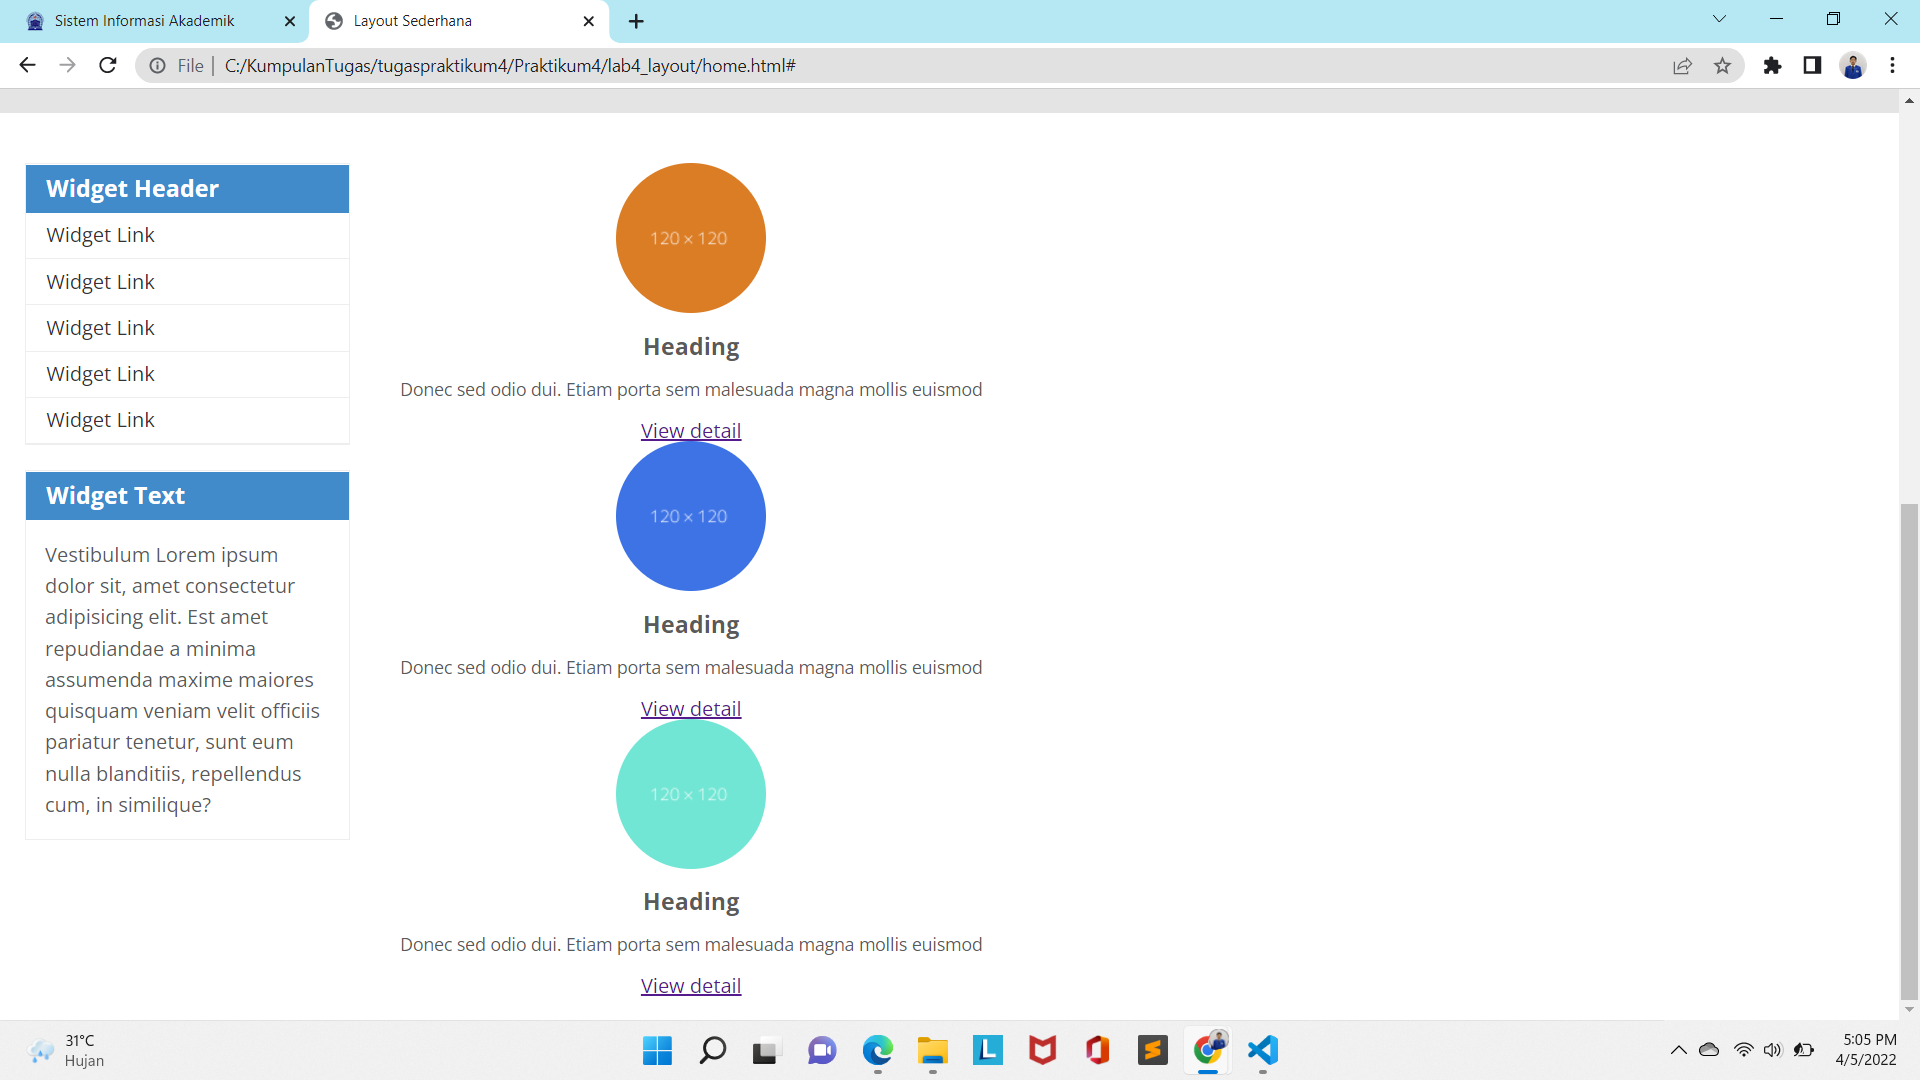 Sistem Informasi Akademik
Layout Sederhana
File
C:/KumpulanTugas/tugaspraktikum4/Praktikum4/lab4_layout/home.html#
Widget Header
Widget Link
Widget Link
Widget Link
Widget Link
Widget Link
Widget Text
Vestibulum Lorem ipsum
dolor sit, amet consectetur
adipisicing elit. Est amet
repudiandae a minima
assumenda maxime maiores
quisquam veniam velit officiis
pariatur tenetur, sunt eum
nulla blanditiis, repellendus
cum, in similique?
120 × 120
Heading
Donec sed odio dui. Etiam porta sem malesuada magna mollis euismod
View detail
120 × 120
Heading
Donec sed odio dui. Etiam porta sem malesuada magna mollis euismod
View detail
120 × 120
Heading
Donec sed odio dui. Etiam porta sem malesuada magna mollis euismod
View detail
31°C
Hujan
L
5:05 PM
4/5/2022